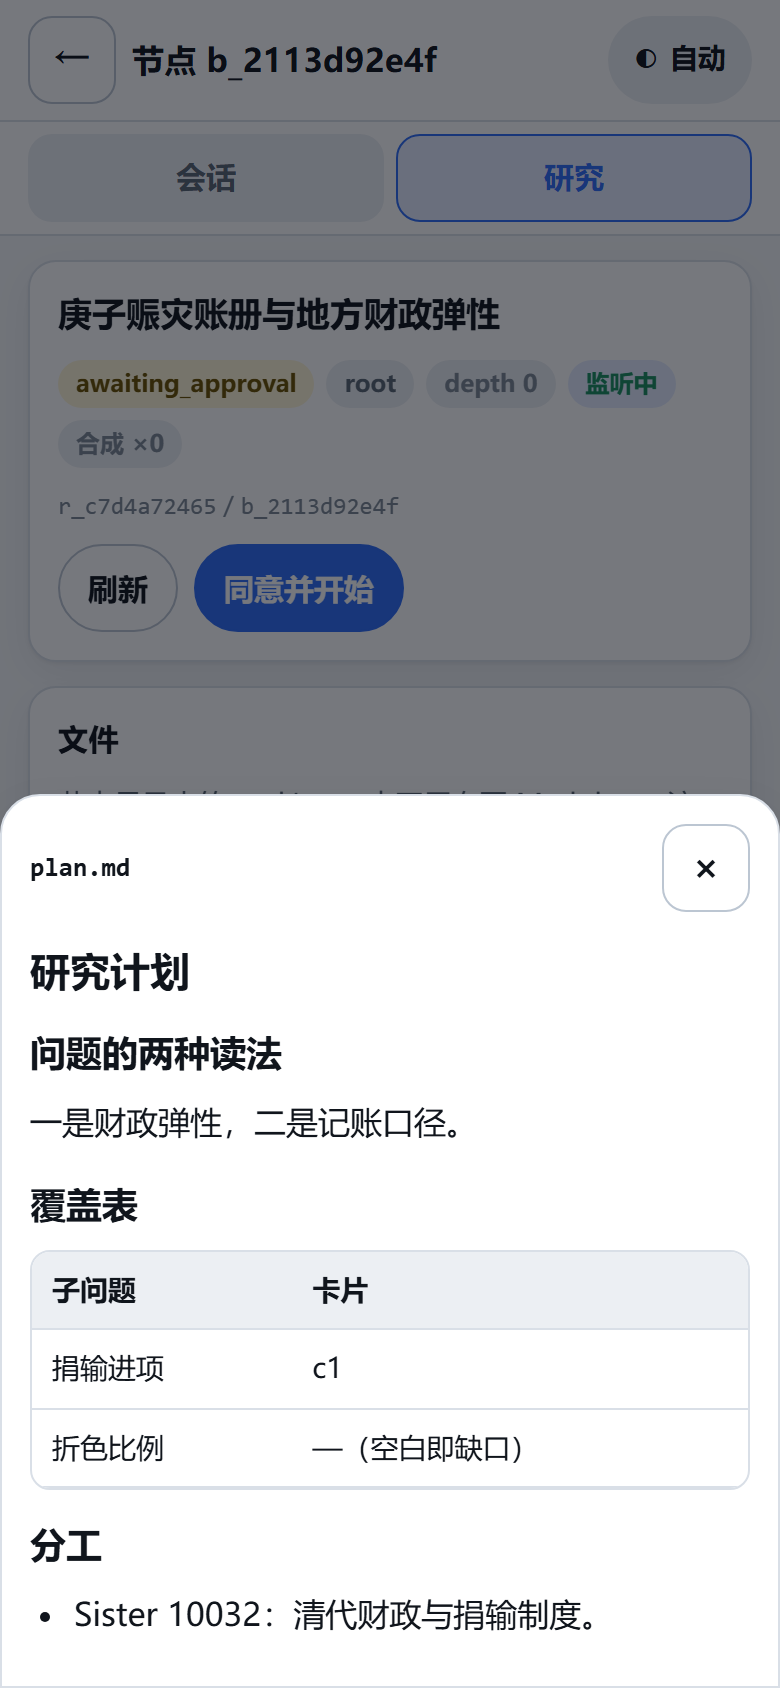 ← 节点 b_2113d92e4f
◐ 自动
会话
研究
庚子赈灾账册与地方财政弹性
awaiting_approval root depth 0 监听中
合成 ×0
r_c7d4a72465 / b_2113d92e4f
刷新 同意并开始
文件
plan.md ×
研究计划
问题的两种读法
一是财政弹性，二是记账口径。
覆盖表
子问题 卡片
捐输进项 c1
折色比例 —（空白即缺口）
分工
• Sister 10032：清代财政与捐输制度。